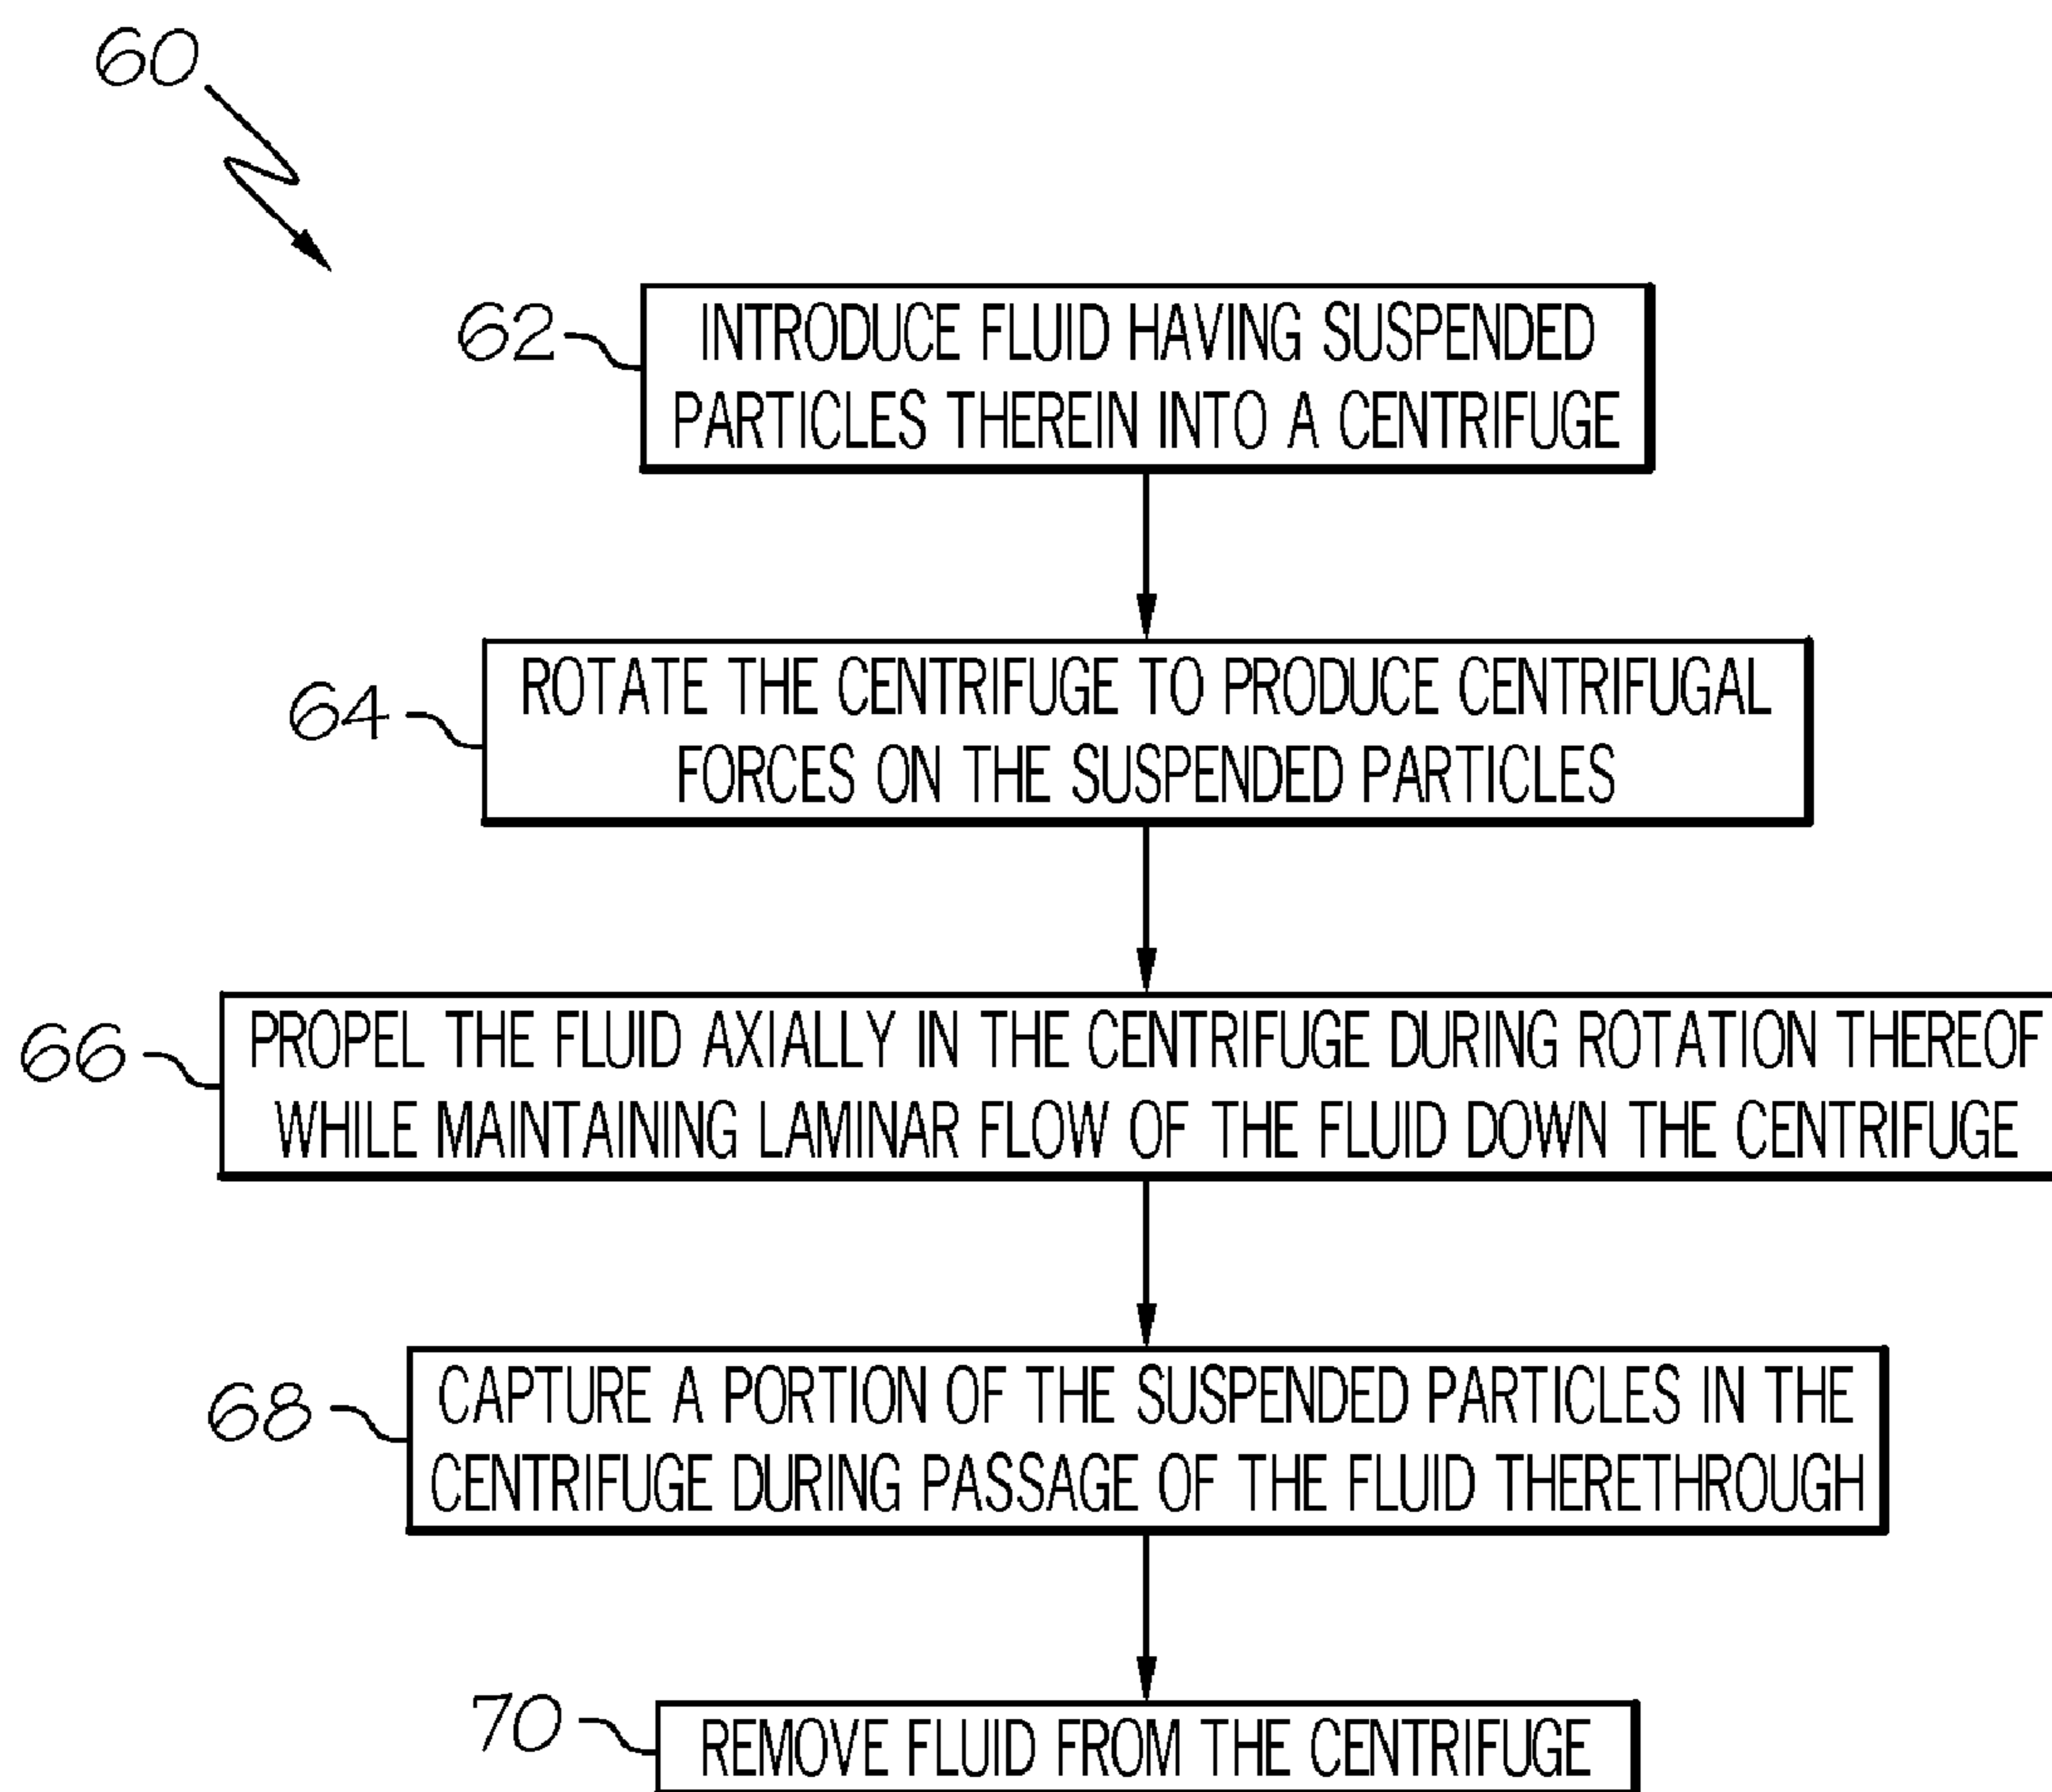 60
62
INTRODUCE FLUID HAVING SUSPENDED
PARTICLES THEREIN INTO A CENTRIFUGE
64
ROTATE THE CENTRIFUGE TO PRODUCE CENTRIFUGAL
FORCES ON THE SUSPENDED PARTICLES
66
PROPEL THE FLUID AXIALLY IN THE CENTRIFUGE DURING ROTATION THEREOF
WHILE MAINTAINING LAMINAR FLOW OF THE FLUID DOWN THE CENTRIFUGE
68
CAPTURE A PORTION OF THE SUSPENDED PARTICLES IN THE
CENTRIFUGE DURING PASSAGE OF THE FLUID THERETHROUGH
70
REMOVE FLUID FROM THE CENTRIFUGE